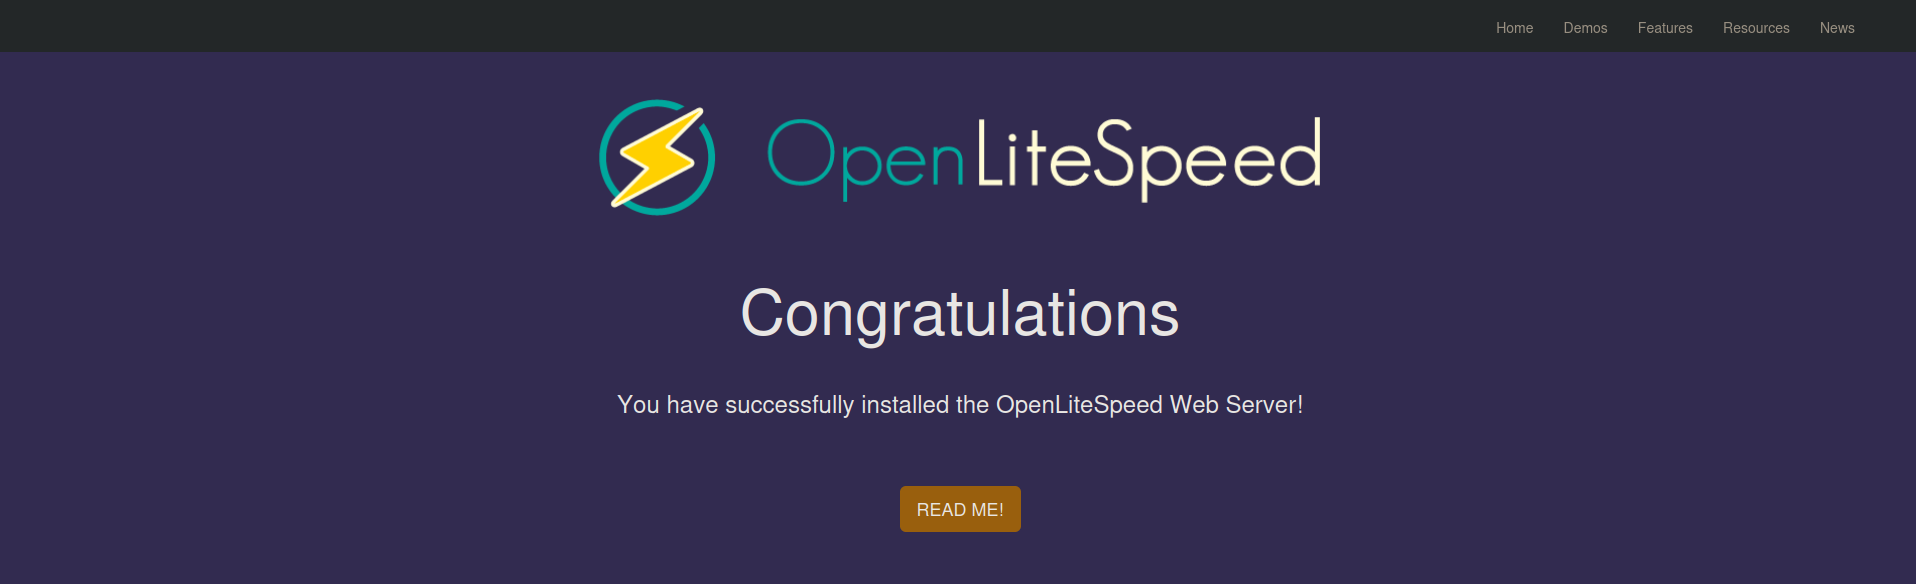 Home Demos Features Resources News
OpenLiteSpeed
Congratulations
You have successfully installed the OpenLiteSpeed Web Server!
READ ME!